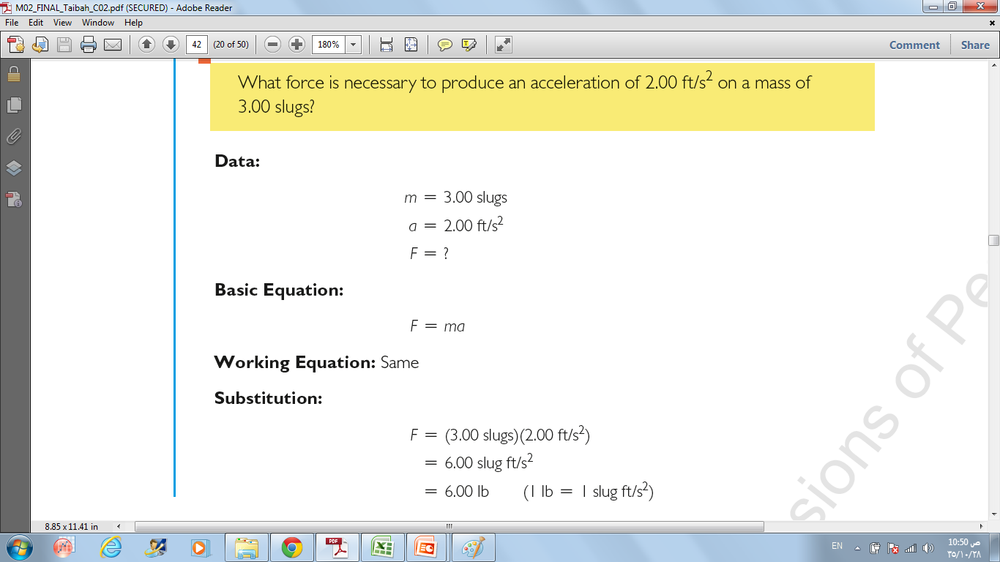 M02_FINAL_Taibah_C02.pdf (SECURED) - Adobe Reader
File Edit View Window Help
42 (20 of 50) 180% Comment Share
What force is necessary to produce an acceleration of 2.00 ft/s² on a mass of
3.00 slugs?
Data:
m = 3.00 slugs
a = 2.00 ft/s²
F = ?
Basic Equation:
F = ma
Working Equation: Same
Substitution:
F = (3.00 slugs)(2.00 ft/s²)
= 6.00 slug ft/s²
= 6.00 lb (1 lb = 1 slug ft/s²)
sions of Pe
8.85 x 11.41 in
PDF
EN
10:50 ص
٣٥/١٠/٢٨